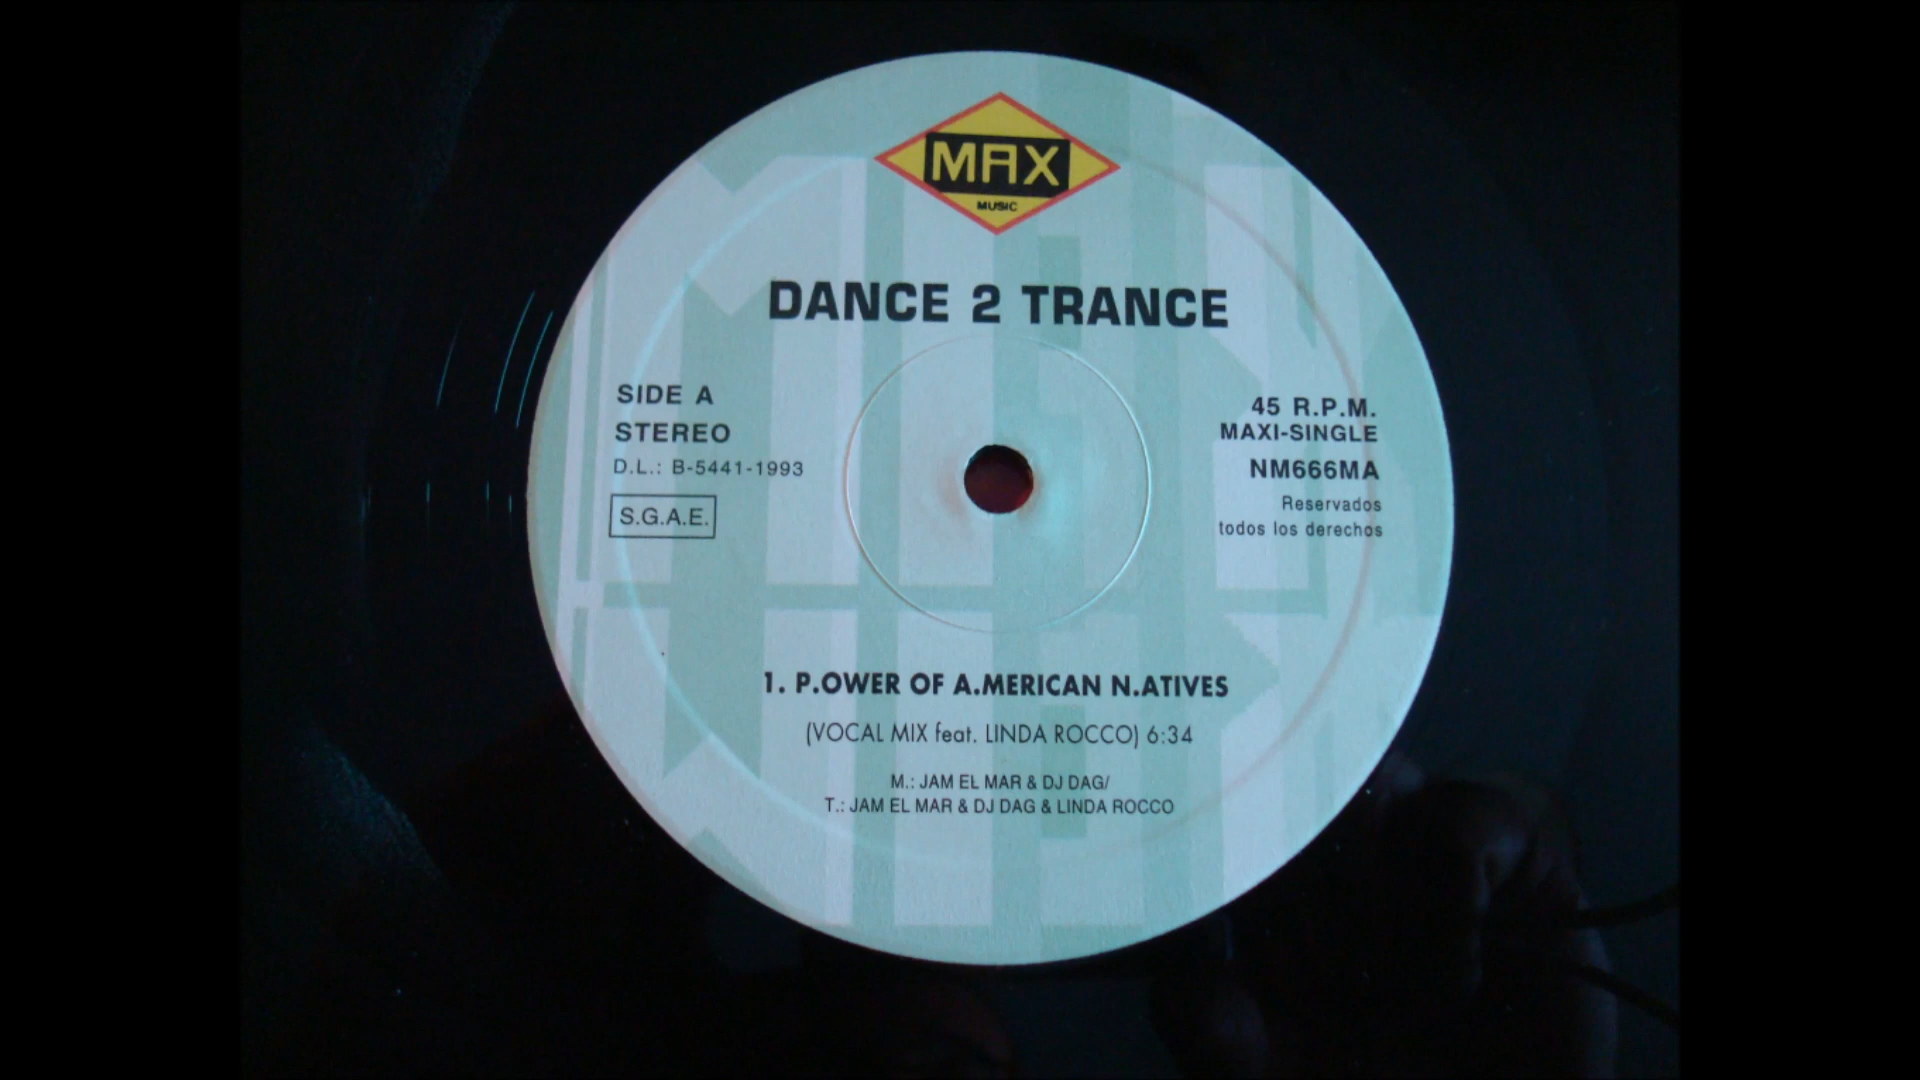 MAX
MUSIC
DANCE 2 TRANCE
SIDE A
STEREO
D.L.: B-5441-1993
S.G.A.E.
45 R.P.M.
MAXI-SINGLE
NM666MA
Reservados
todos los derechos
1. P.OWER OF A.MERICAN N.ATIVES
(VOCAL MIX feat. LINDA ROCCO) 6:34
M.: JAM EL MAR & DJ DAG/
T.: JAM EL MAR & DJ DAG & LINDA ROCCO